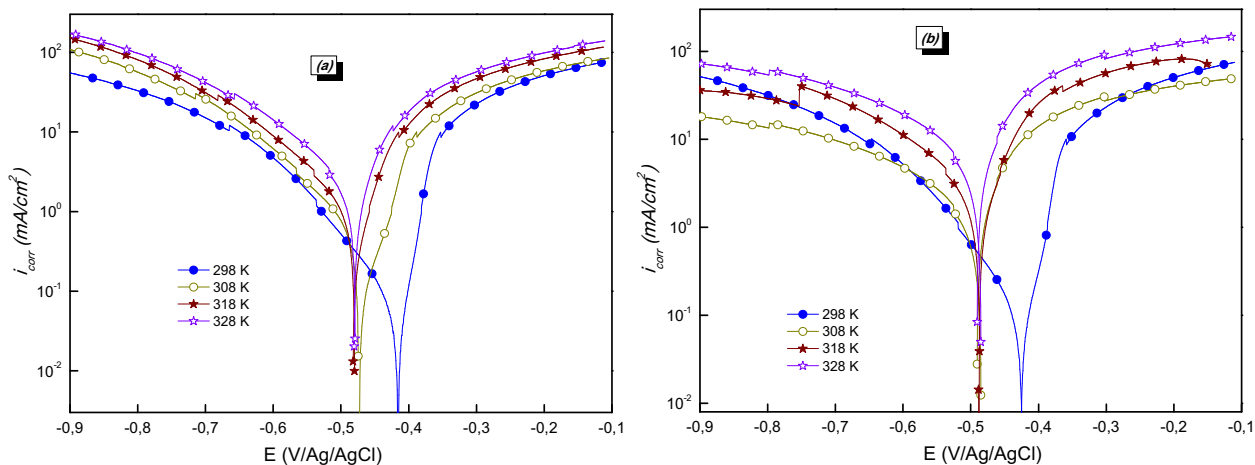 (a)
10²
10¹
10⁰
10⁻¹
10⁻²
i_corr (mA/cm²)
298 K
308 K
318 K
328 K
-0,9 -0,8 -0,7 -0,6 -0,5 -0,4 -0,3 -0,2 -0,1
E (V/Ag/AgCl)
(b)
10²
10¹
10⁰
10⁻¹
10⁻²
i_corr (mA/cm²)
298 K
308 K
318 K
328 K
-0,9 -0,8 -0,7 -0,6 -0,5 -0,4 -0,3 -0,2 -0,1
E (V/Ag/AgCl)